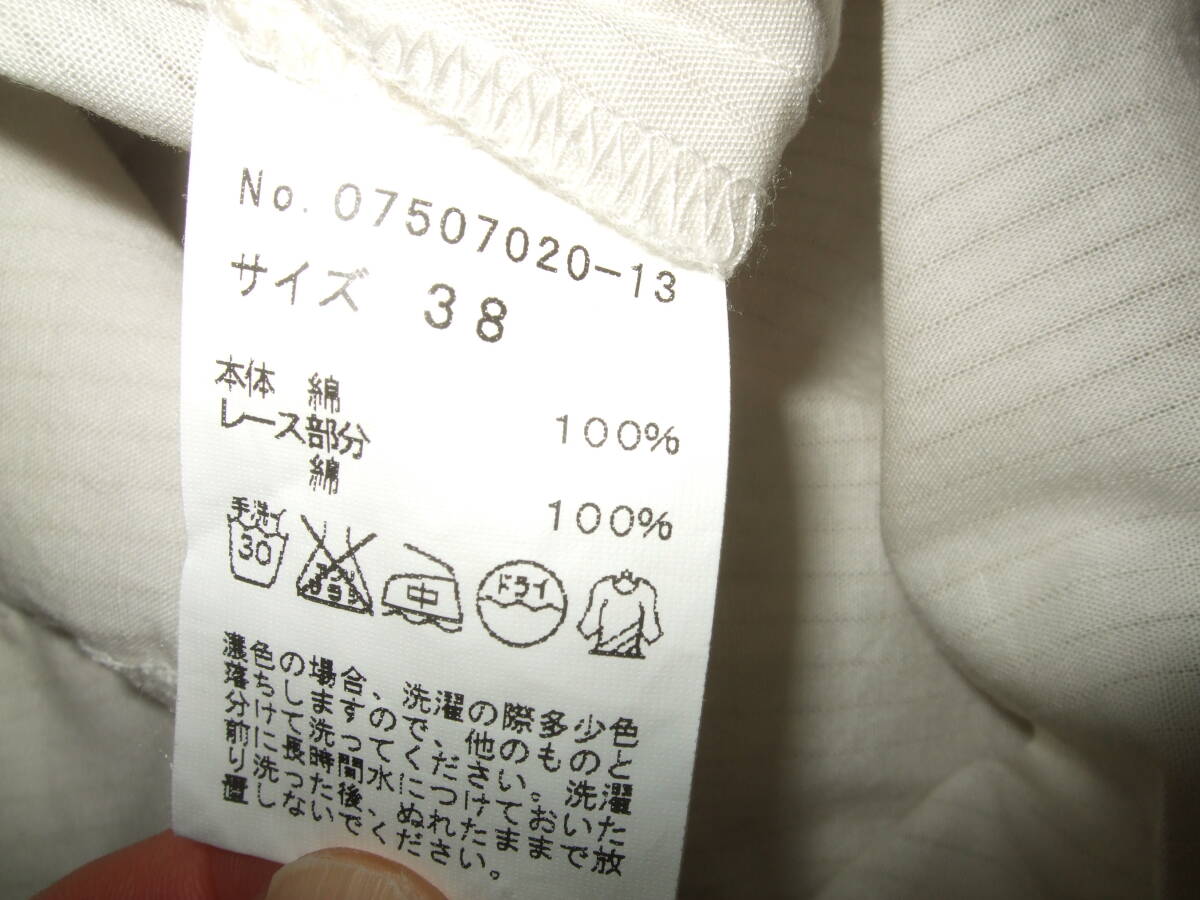 No.07507020-13
サイズ 38
本体 綿 100%
レース部分
綿 100%
手洗イ
30
中
ドライ
濃色の場合、洗濯の際多少色
落ちしますので、他のものと
分けて洗ってください。お洗濯
前に長時間水につけておいた
り洗った後、ぬれたままで放
置しないでください。